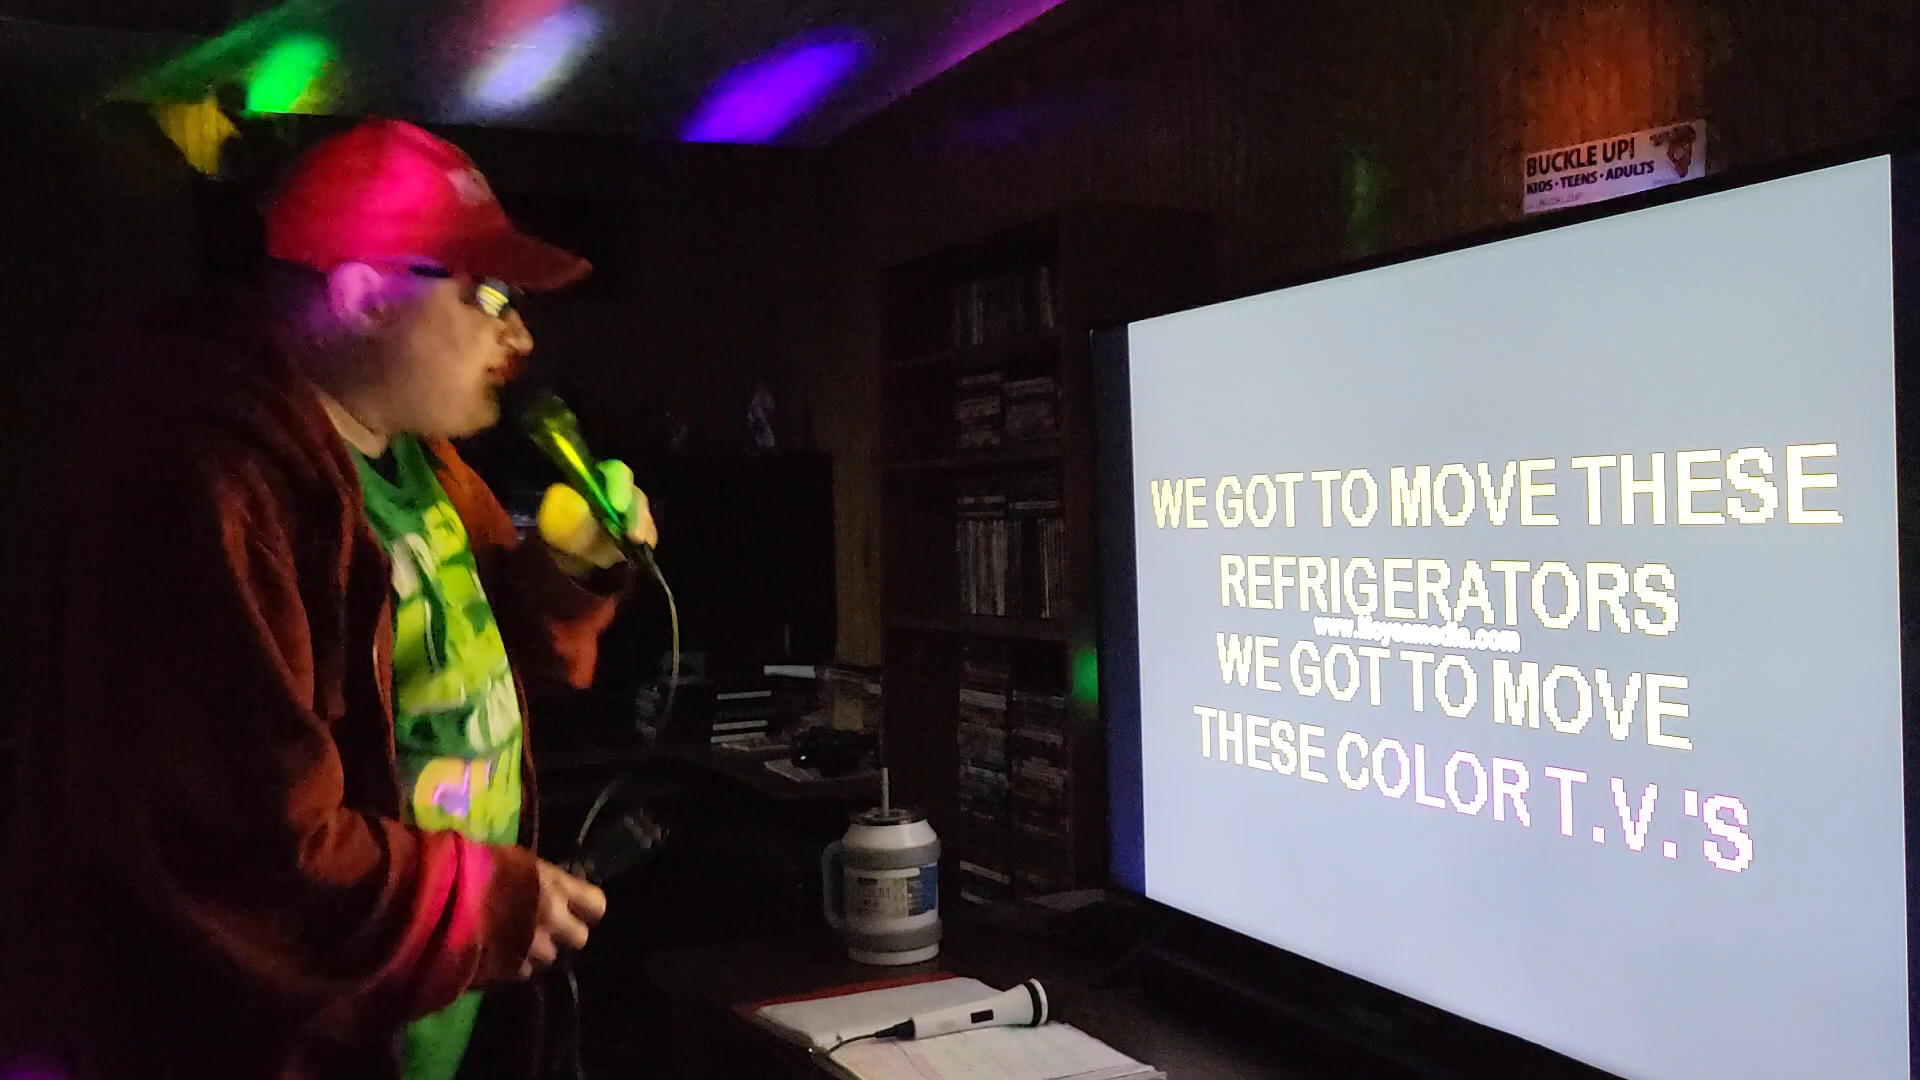 BUCKLE UP!
KIDS • TEENS • ADULTS
WE GOT TO MOVE THESE
REFRIGERATORS
WE GOT TO MOVE
THESE COLOR T.V.'S